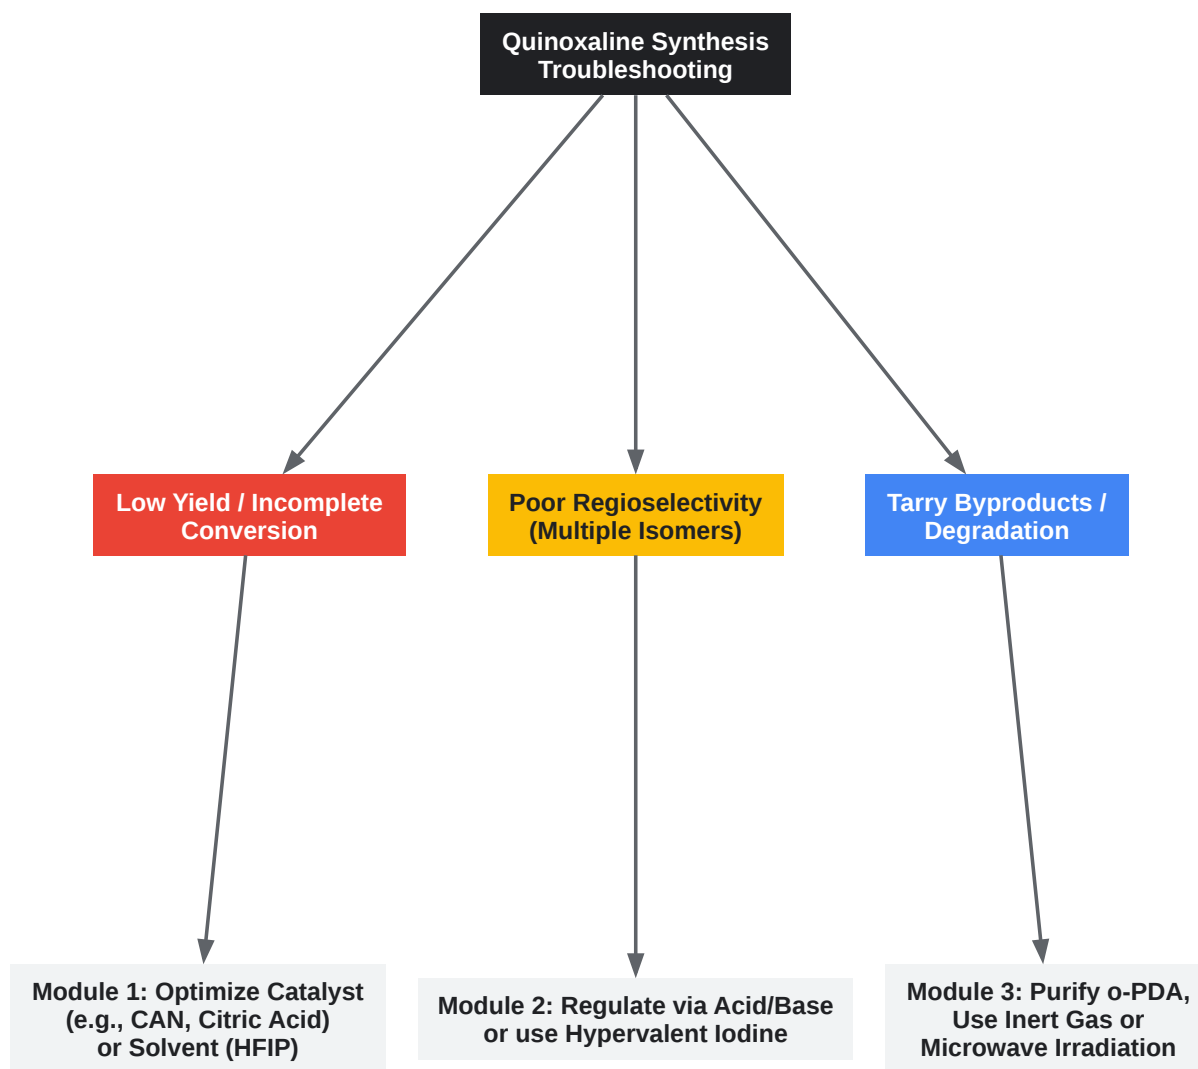 Quinoxaline Synthesis
Troubleshooting
Low Yield / Incomplete
Conversion
Poor Regioselectivity
(Multiple Isomers)
Tarry Byproducts /
Degradation
Module 1: Optimize Catalyst
(e.g., CAN, Citric Acid)
or Solvent (HFIP)
Module 2: Regulate via Acid/Base
or use Hypervalent Iodine
Module 3: Purify o-PDA,
Use Inert Gas or
Microwave Irradiation